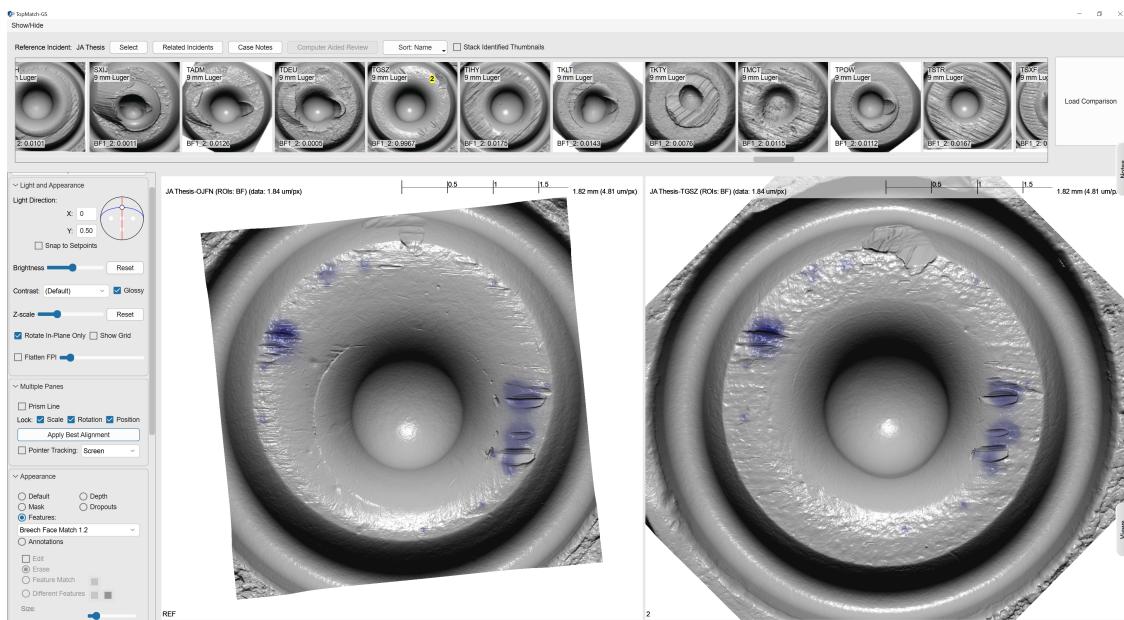 TopMatch-GS
Show/Hide
Reference Incident: JA Thesis Select Related Incidents Case Notes Computer Aided Review Sort: Name Stack Identified Thumbnails
SXIJ TADM TDEU TGSZ TIHY TKLT TKTY TMCT TPOW TSTR TSXF
Luger 9 mm Luger 9 mm Luger 9 mm Luger 9 mm Luger 2 9 mm Luger 9 mm Luger 9 mm Luger 9 mm Luger 9 mm Luger 9 mm Luger 9 mm Lug
2: 0.0101 BF1_2: 0.0011 BF1_2: 0.0126 BF1_2: 0.0005 BF1_2: 0.9967 BF1_2: 0.0175 BF1_2: 0.0143 BF1_2: 0.0076 BF1_2: 0.0115 BF1_2: 0.0112 BF1_2: 0.0167 BF1_2: 0
Load Comparison
Notes
Light and Appearance
Light Direction:
X: 0
Y: 0.50
Snap to Setpoints
Brightness Reset
Contrast: (Default) Glossy
Z-scale Reset
Rotate In-Plane Only Show Grid
Flatten FPI
Multiple Panes
Prism Line
Lock: Scale Rotation Position
Apply Best Alignment
Pointer Tracking: Screen
Appearance
Default Depth
Mask Dropouts
Features:
Breech Face Match 1.2
Annotations
Edit
Erase
Feature Match
Different Features
Size:
JA Thesis-OJFN (ROIs: BF) (data: 1.84 um/px) 0.5 1 1.5 1.82 mm (4.81 um/px)
REF
JA Thesis-TGSZ (ROIs: BF) (data: 1.84 um/px) 0.5 1 1.5 1.82 mm (4.81 um/px)
2
Views